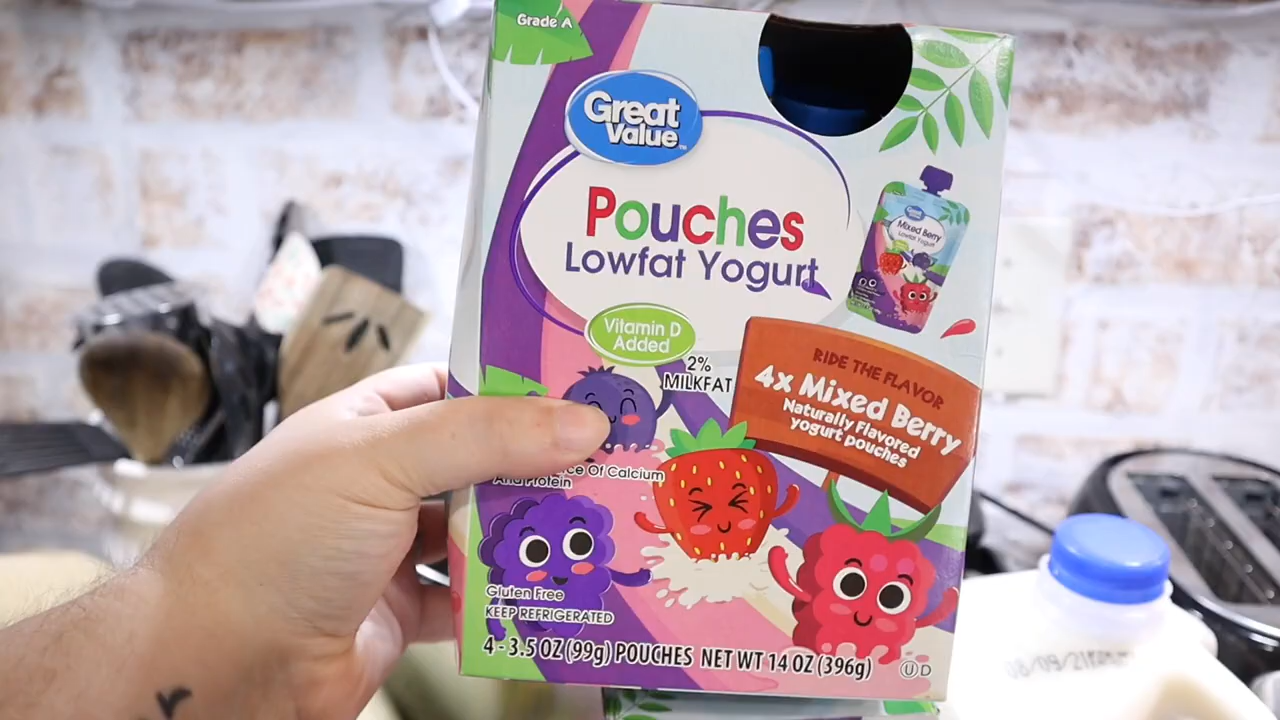 Grade A
Great
Value™
Pouches
Lowfat Yogurt
Vitamin D
Added
2%
MILKFAT
Great Value
Mixed Berry
Lowfat Yogurt
RIDE THE FLAVOR
4x Mixed Berry
Naturally Flavored
yogurt pouches
Of Calcium
And Protein
Gluten Free
KEEP REFRIGERATED
4 - 3.5 OZ (99g) POUCHES NET WT 14 OZ (396g)
U D